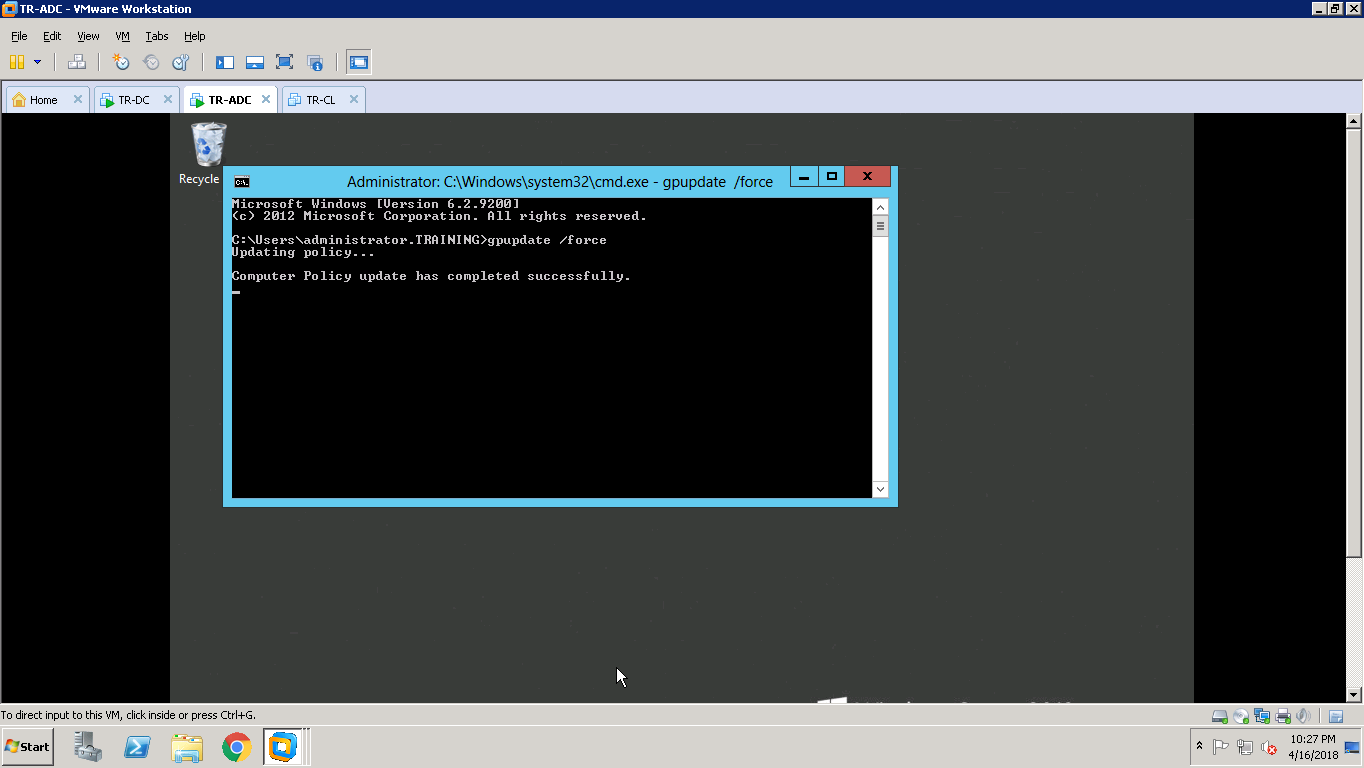 TR-ADC - VMware Workstation
File Edit View VM Tabs Help
Home TR-DC TR-ADC TR-CL
Recycle
Administrator: C:\Windows\system32\cmd.exe - gpupdate  /force
Microsoft Windows [Version 6.2.9200]
(c) 2012 Microsoft Corporation. All rights reserved.
C:\Users\administrator.TRAINING>gpupdate /force
Updating policy...
Computer Policy update has completed successfully.
To direct input to this VM, click inside or press Ctrl+G.
Start
10:27 PM
4/16/2018